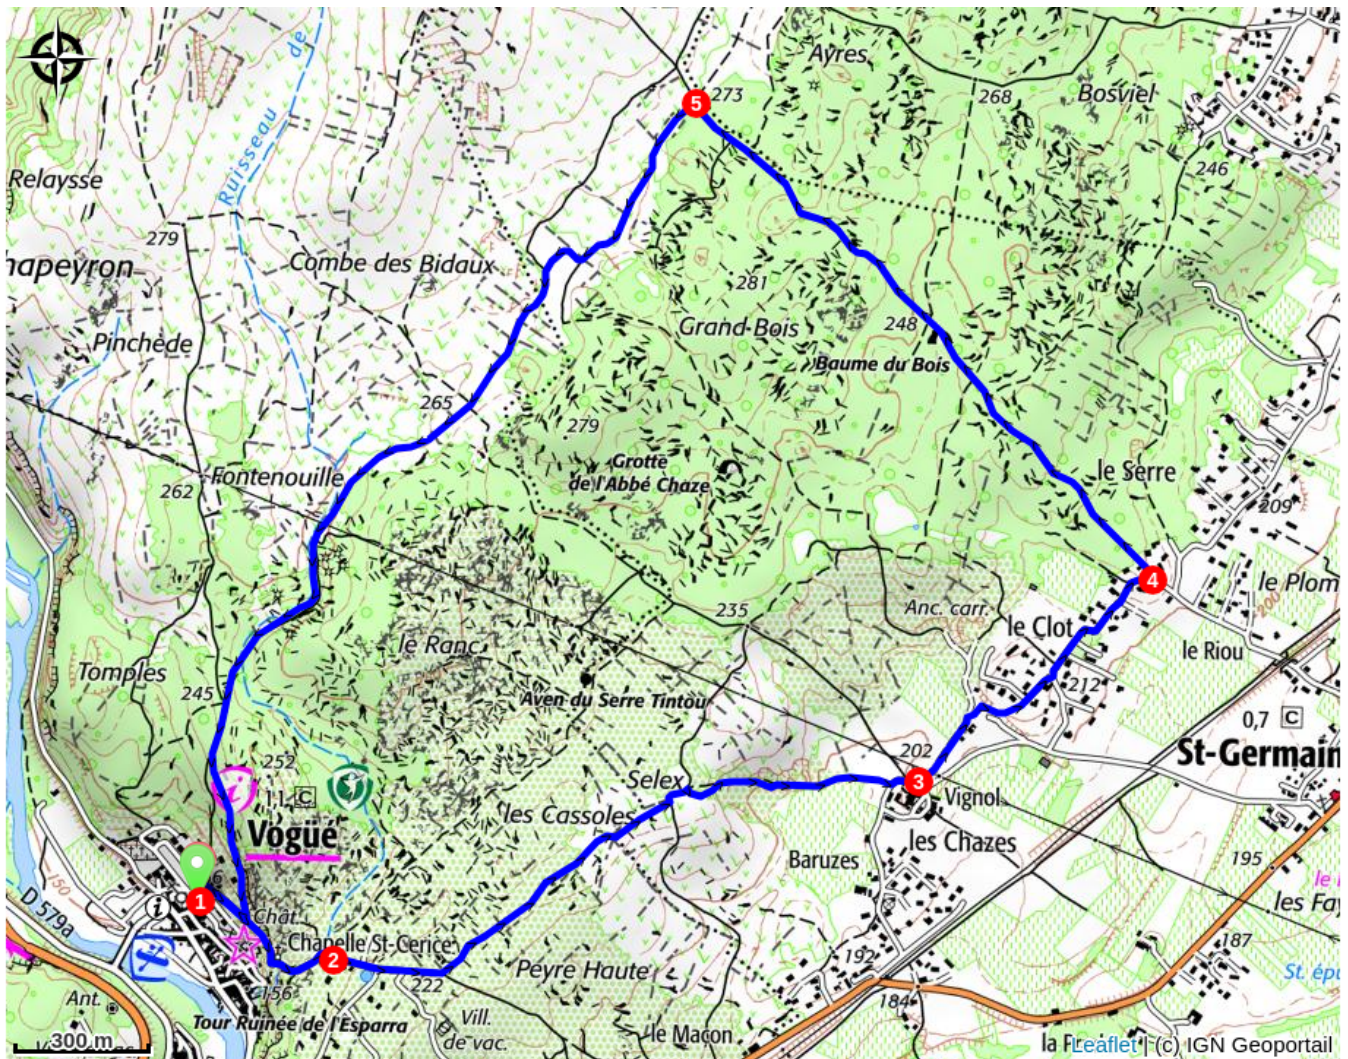 de
Ruisseau
Ayres
273
268
Bosviel
246
Relaysse
279
Combe des Bidaux
hapeyron
281
Pinchède
Grand Bois
248
Baume du Bois
265
279
Grotte
de l'Abbé Chaze
Fontenouille
262
le Serre
209
235
Anc. carr.
le Clot
le Plom
200
le Riou
le Ranc
Tomples
245
Aven du Serre Tintou
212
0,7 C
St-Germain
252
202
11 C
Selex
Vignol
Vogüé
les Cassoles
les Chazes
Baruzes
195
150
D 579a
i
Chât.
Chapelle St-Cerice
les Fay
187
Peyre Haute
192
St. épu
222
184
156
Ant.
Tour Ruinée de l'Esparra
Vill.
de vac.
le Macon
300 m
1
2
3
4
5
Leaflet | (c) IGN Geoportail